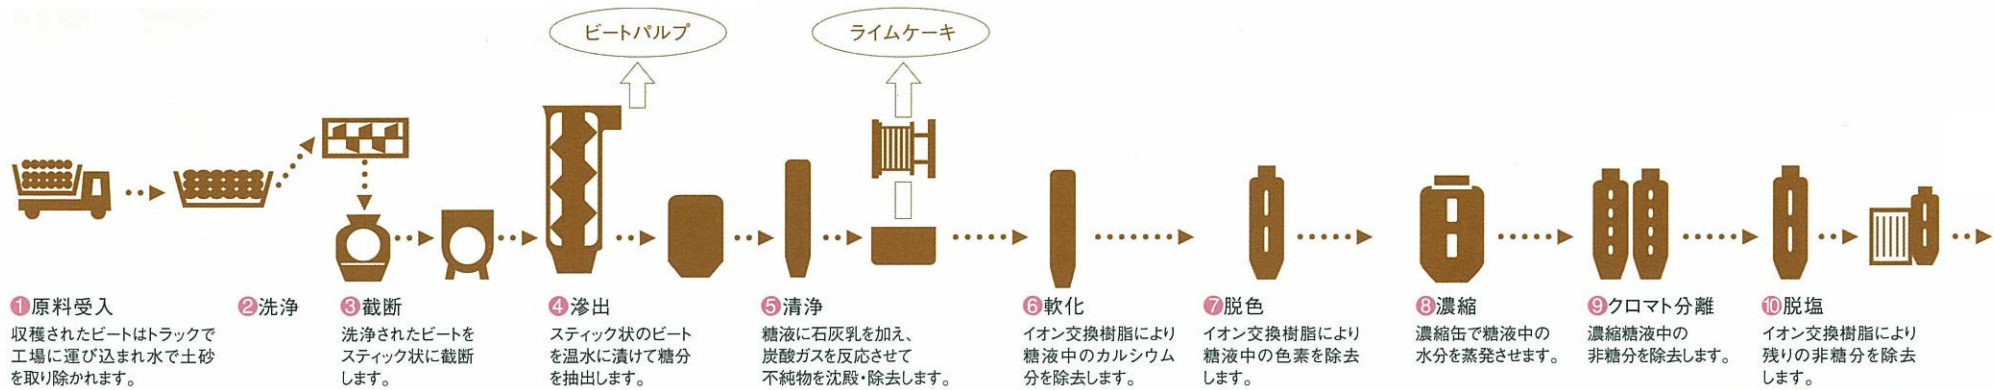 ビートパルプ
ライムケーキ
①原料受入
収穫されたビートはトラックで
工場に運び込まれ水で土砂
を取り除かれます。
②洗浄
③截断
洗浄されたビートを
スティック状に截断
します。
④滲出
スティック状のビート
を温水に漬けて糖分
を抽出します。
⑤清浄
糖液に石灰乳を加え、
炭酸ガスを反応させて
不純物を沈殿・除去します。
⑥軟化
イオン交換樹脂により
糖液中のカルシウム
分を除去します。
⑦脱色
イオン交換樹脂により
糖液中の色素を除去
します。
⑧濃縮
濃縮缶で糖液中の
水分を蒸発させます。
⑨クロマト分離
濃縮糖液中の
非糖分を除去します。
⑩脱塩
イオン交換樹脂により
残りの非糖分を除去
します。